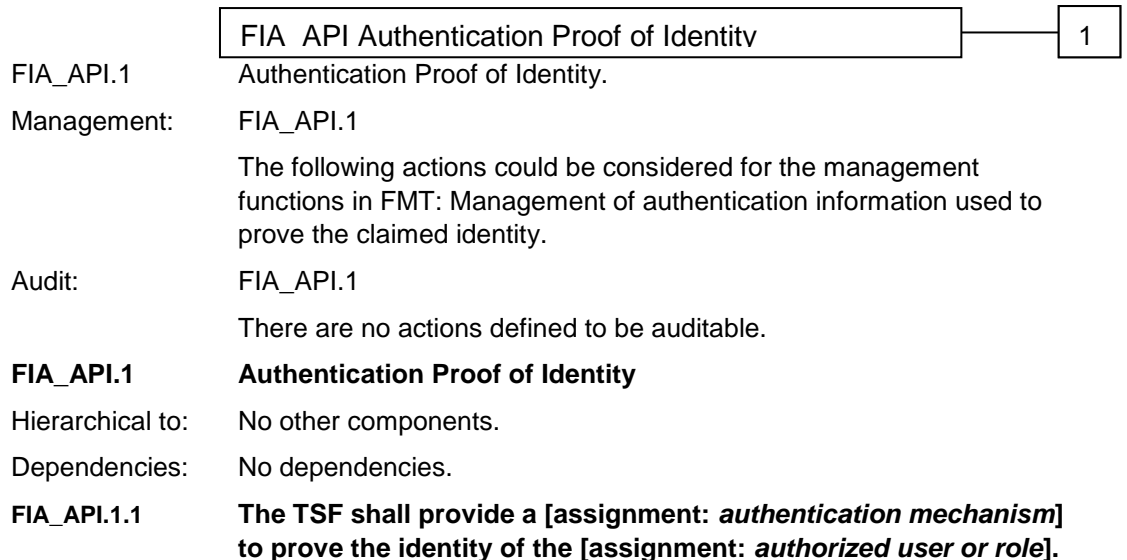 FIA_API Authentication Proof of Identity 1
FIA_API.1 Authentication Proof of Identity.
Management: FIA_API.1
The following actions could be considered for the management
functions in FMT: Management of authentication information used to
prove the claimed identity.
Audit: FIA_API.1
There are no actions defined to be auditable.
FIA_API.1 Authentication Proof of Identity
Hierarchical to: No other components.
Dependencies: No dependencies.
FIA_API.1.1 The TSF shall provide a [assignment: authentication mechanism]
to prove the identity of the [assignment: authorized user or role].